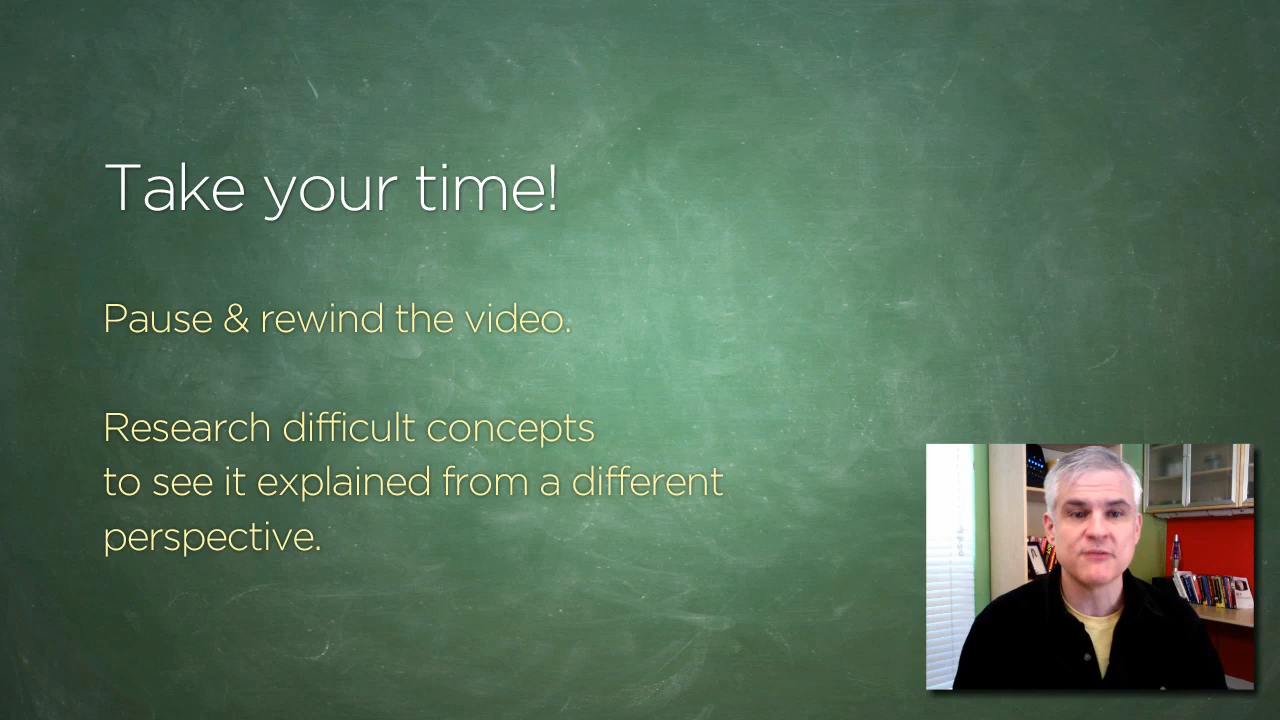 Take your time!
Pause & rewind the video.
Research difficult concepts
to see it explained from a different
perspective.